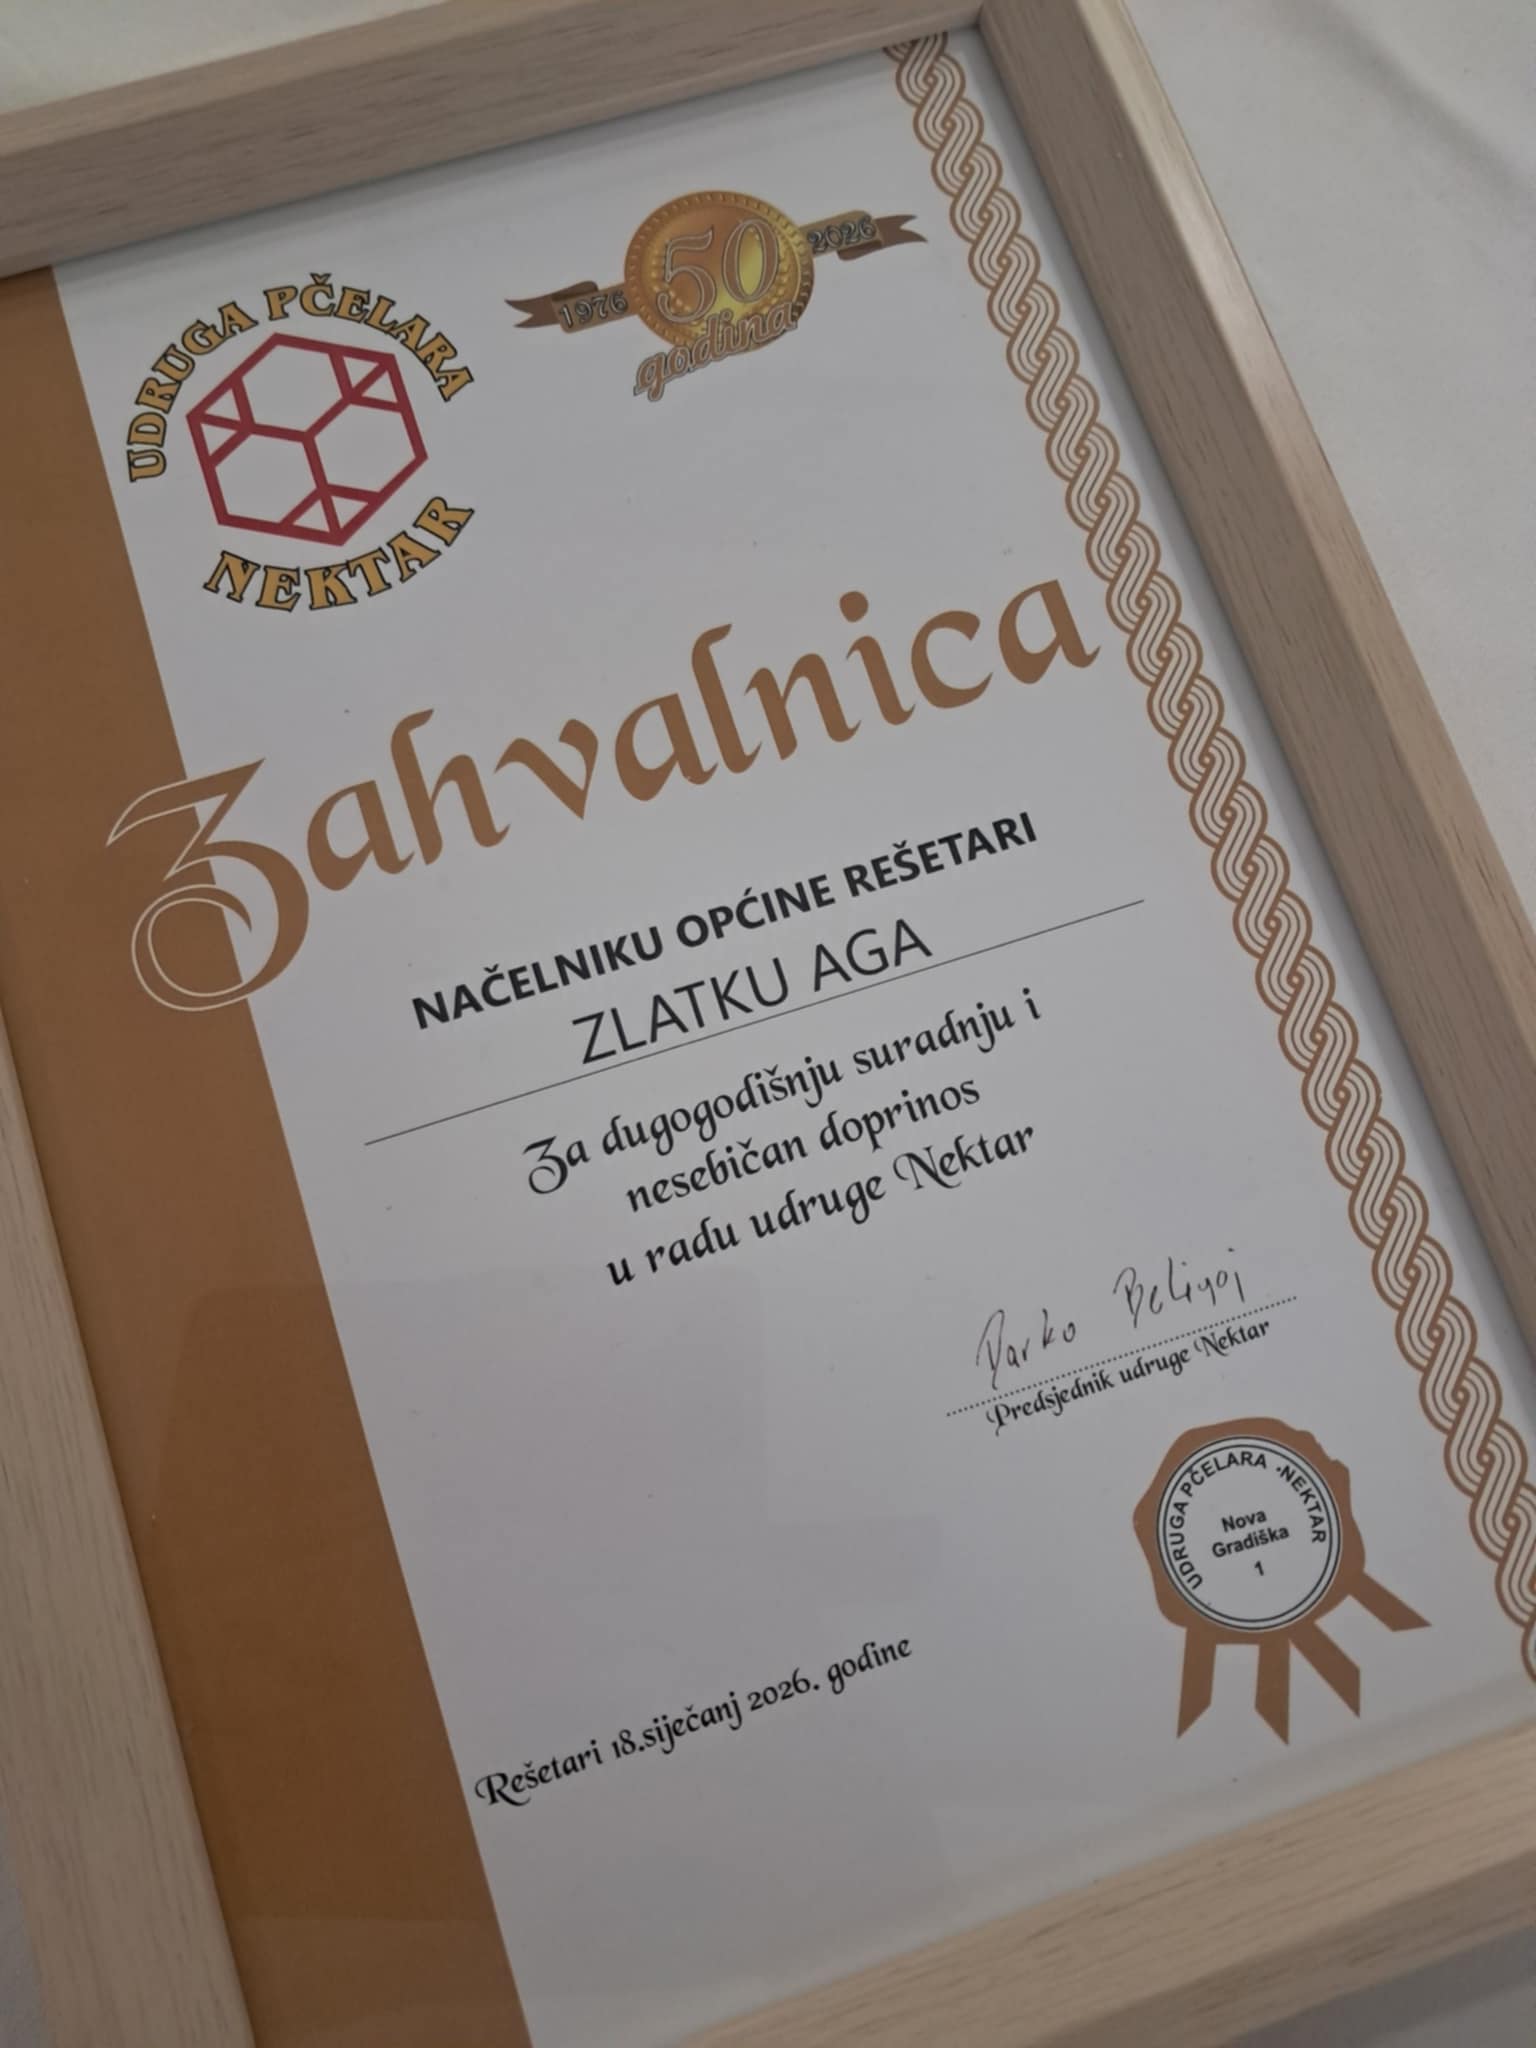 UDRUGA PČELARA
NEKTAR
1976 50 2026
godina
Zahvalnica
NAČELNIKU OPĆINE REŠETARI
ZLATKU AGA
Za dugogodišnju suradnju i
nesebičan doprinos
u radu udruge Nektar
Darko
Predsjednik udruge Nektar
UDRUGA PČELARA •NEKTAR
Nova
Gradiška
1
Rešetari 18.siječanj 2026. godine